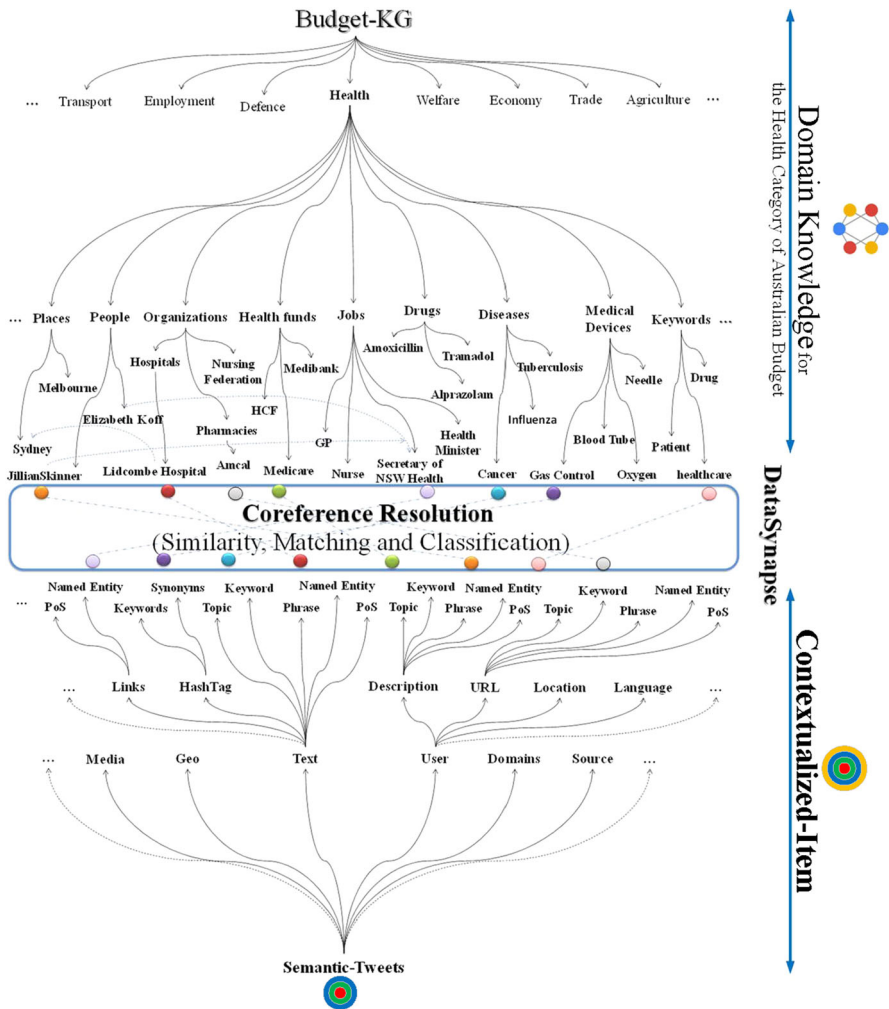 Budget-KG
... Transport Employment Defence Health Welfare Economy Trade Agriculture ...
Domain Knowledge for
the Health Category of Australian Budget
... Places People Organizations Health funds Jobs Drugs Diseases Medical Devices Keywords ...
Hospitals Nursing Federation Medibank Amoxicillin Tramadol Tuberculosis Needle Drug
Melbourne Elizabeth Koff Pharmacies HCF Alprazolam Influenza
Sydney GP Health Minister Blood Tube Patient
JillianSkinner Lidcombe Hospital Amcal Medicare Nurse Secretary of NSW Health Cancer Gas Control Oxygen healthcare
DataSynapse
Coreference Resolution
(Similarity, Matching and Classification)
Named Entity Synonyms Keyword Named Entity Keyword Named Entity Keyword Named Entity
... PoS Keywords Topic Phrase PoS Topic Phrase PoS Topic Phrase PoS
Contextualized-Item
... Links HashTag Description URL Location Language ...
... Media Geo Text User Domains Source ...
Semantic-Tweets